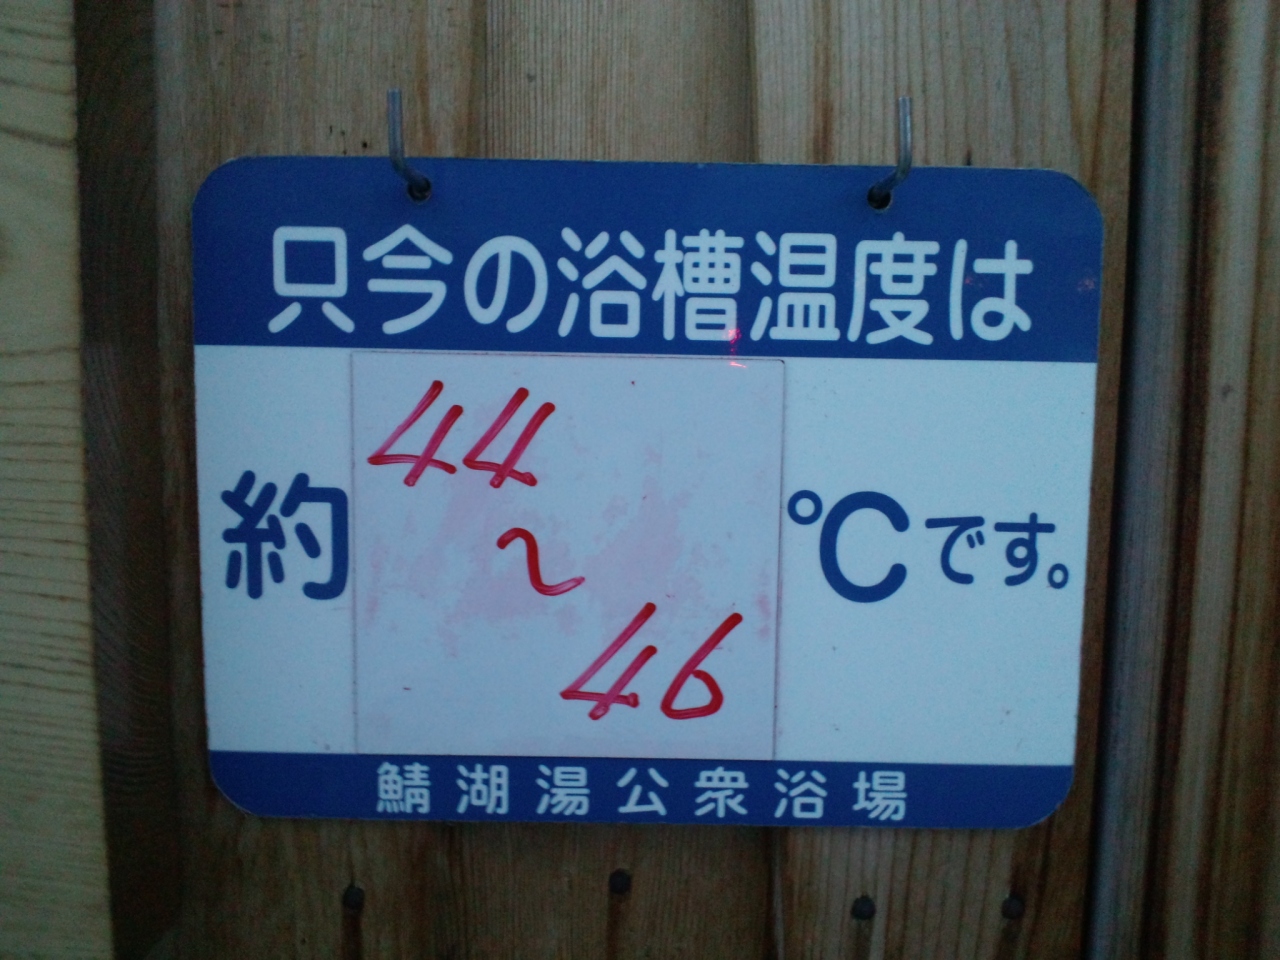 只今の浴槽温度は
約 44 ～ 46 ℃です。
鯖湖湯公衆浴場